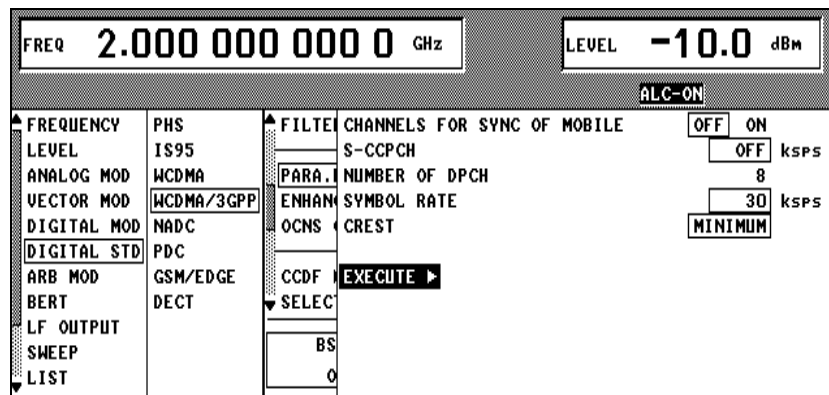 FREQ 2.000 000 000 0 GHz
LEVEL -10.0 dBm
ALC-ON
FREQUENCY
LEVEL
ANALOG MOD
VECTOR MOD
DIGITAL MOD
DIGITAL STD
ARB MOD
BERT
LF OUTPUT
SWEEP
LIST
PHS
IS95
WCDMA
WCDMA/3GPP
NADC
PDC
GSM/EDGE
DECT
FILTE
PARA.
ENHAN
OCNS
CCDF
SELEC
BS
CHANNELS FOR SYNC OF MOBILE OFF ON
S-CCPCH OFF ksps
NUMBER OF DPCH 8
SYMBOL RATE 30 ksps
CREST MINIMUM
EXECUTE ▶